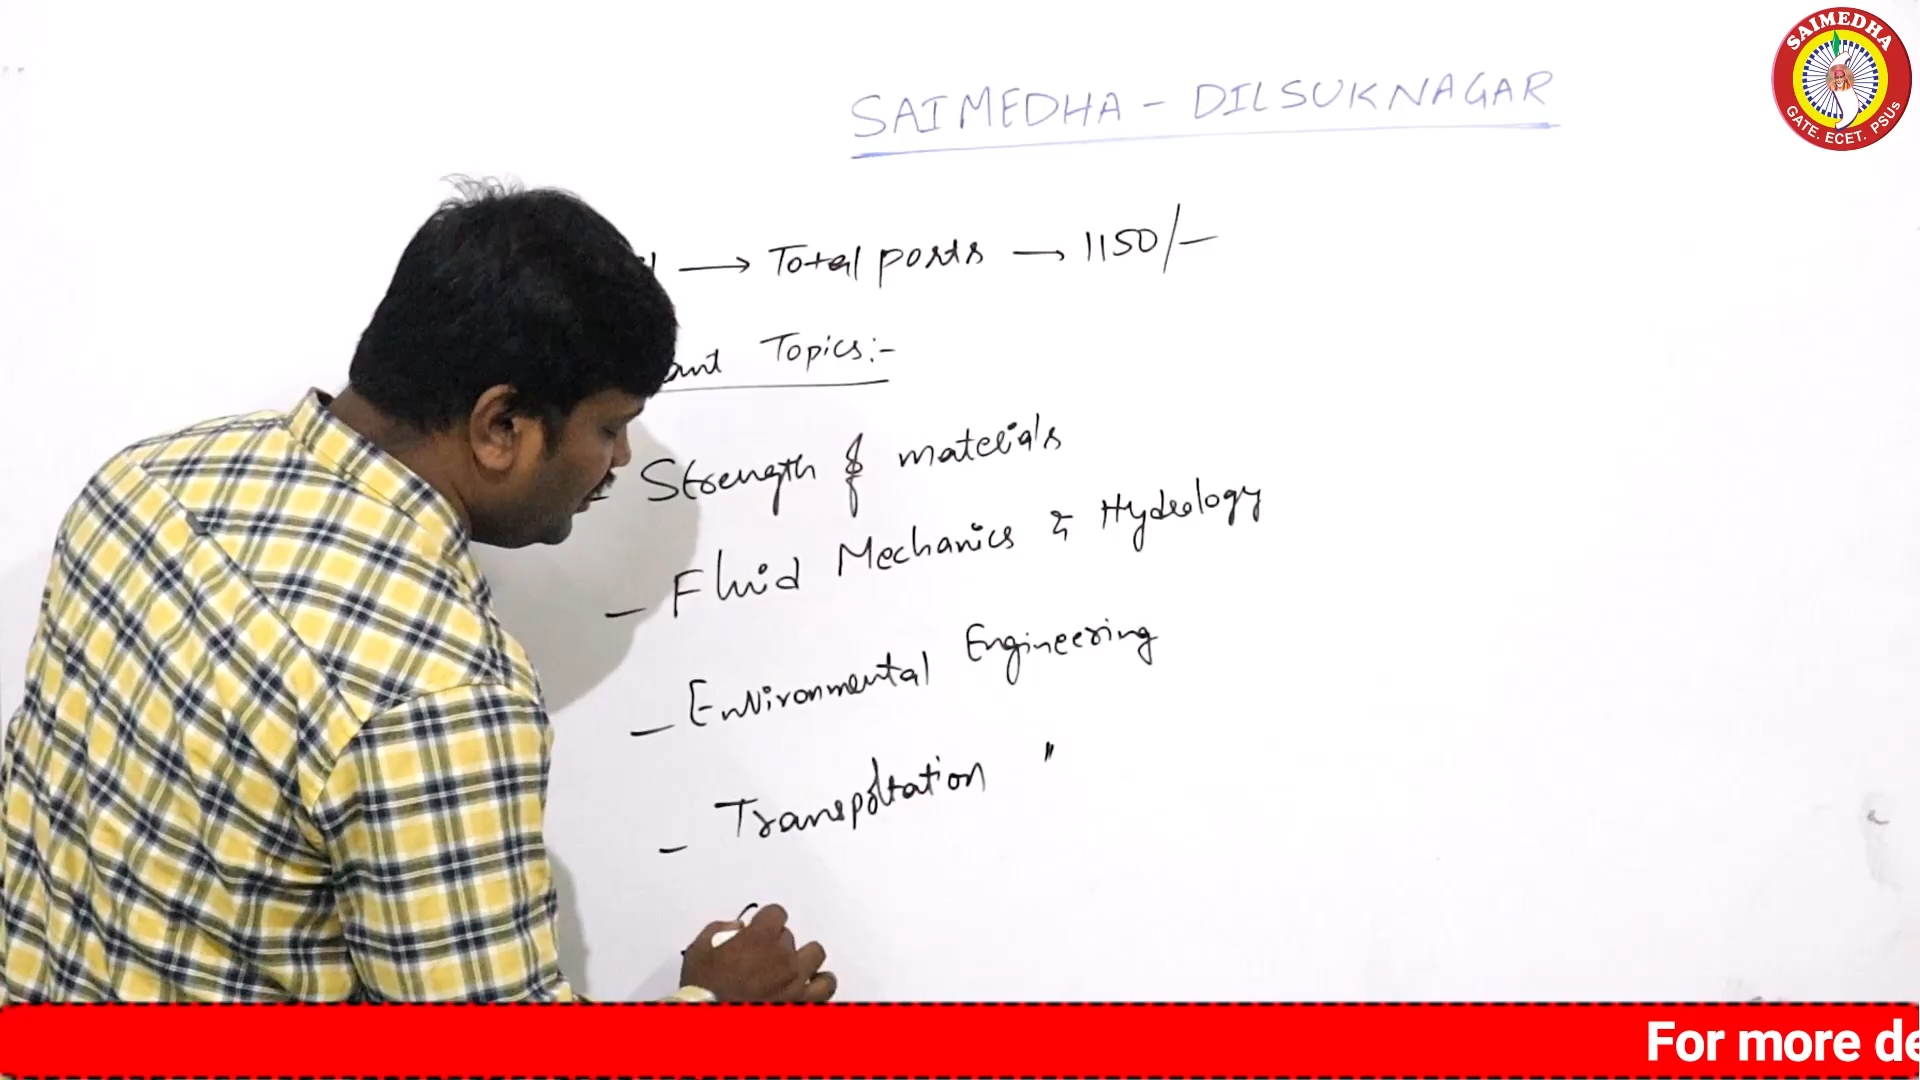 SAIMEDHA
GATE. ECET. PSUs
SAIMEDHA - DILSUKNAGAR
→ Total posts → 1150/-
Topics:-
- Strength of materials
- Fluid Mechanics & Hydrology
- Environmental Engineering
- Transportation "
For more de